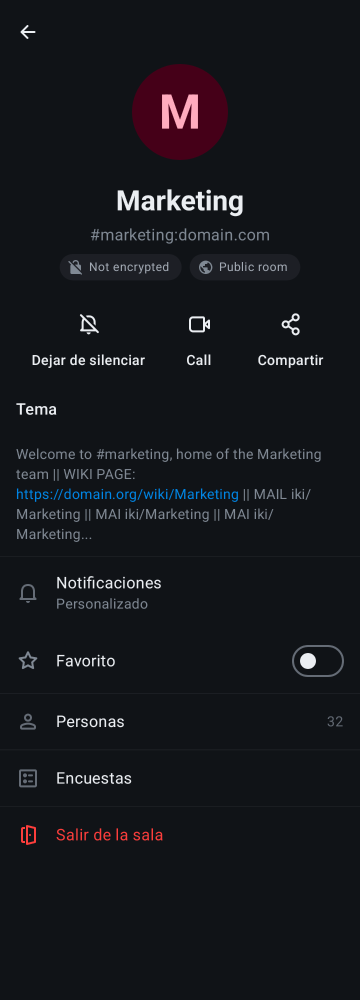 M
Marketing
#marketing:domain.com
Not encrypted
Public room
Dejar de silenciar
Call
Compartir
Tema
Welcome to #marketing, home of the Marketing
team || WIKI PAGE:
https://domain.org/wiki/Marketing || MAIL iki/
Marketing || MAI iki/Marketing || MAI iki/
Marketing...
Notificaciones
Personalizado
Favorito
Personas 32
Encuestas
Salir de la sala